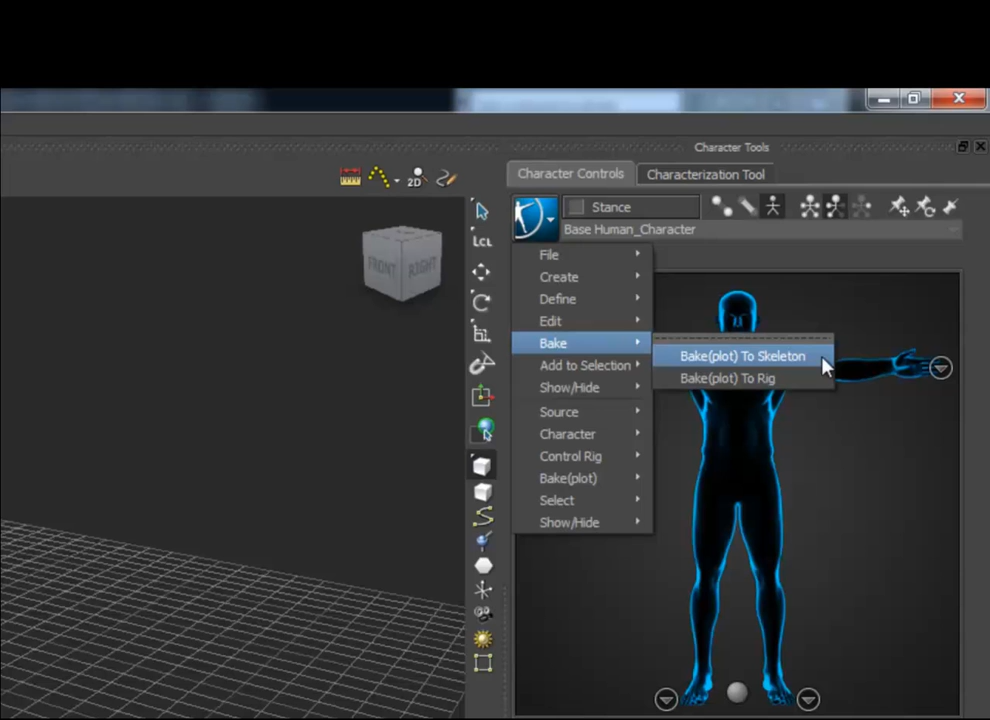 Character Tools
Character Controls
Characterization Tool
2D
Stance
Base Human_Character
LCL
FRONT
RIGHT
File
Create
Define
Edit
Bake
Bake(plot) To Skeleton
Bake(plot) To Rig
Add to Selection
Show/Hide
Source
Character
Control Rig
Bake(plot)
Select
Show/Hide